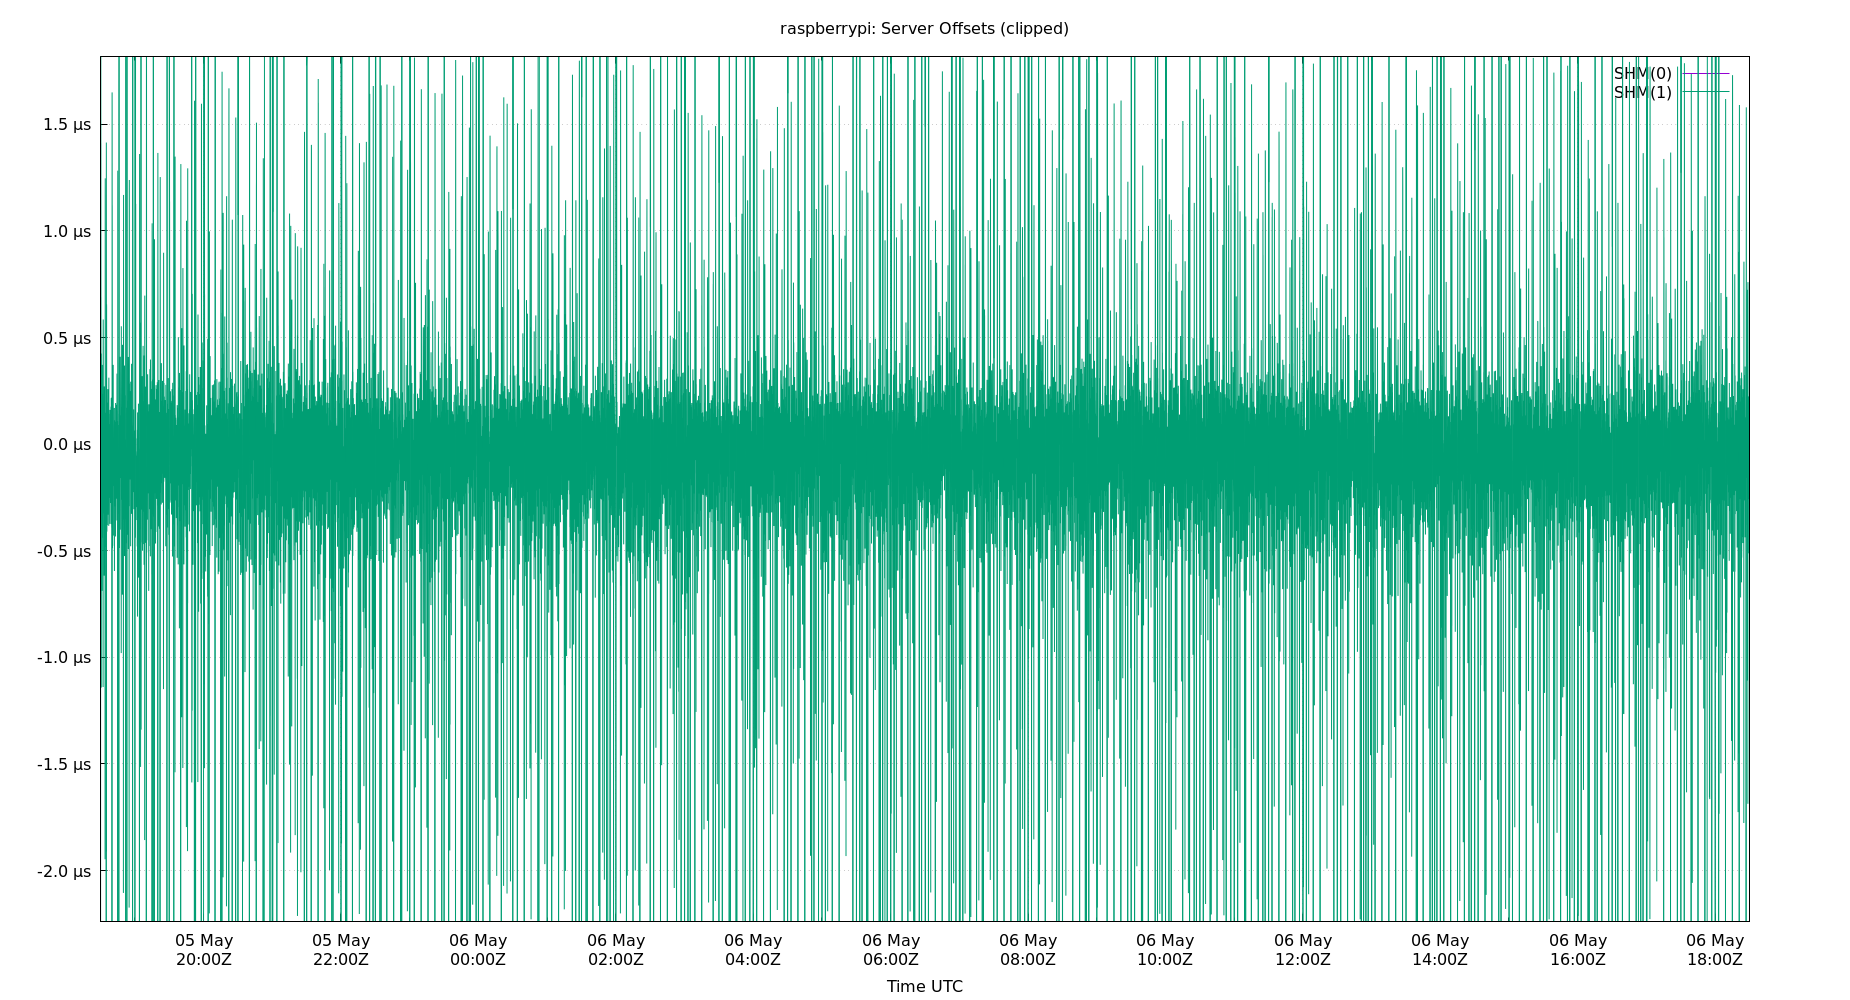 raspberrypi: Server Offsets (clipped)
SHM(0)
SHM(1)
1.5 µs
1.0 µs
0.5 µs
0.0 µs
-0.5 µs
-1.0 µs
-1.5 µs
-2.0 µs
05 May 05 May 06 May 06 May 06 May 06 May 06 May 06 May 06 May 06 May 06 May 06 May
20:00Z 22:00Z 00:00Z 02:00Z 04:00Z 06:00Z 08:00Z 10:00Z 12:00Z 14:00Z 16:00Z 18:00Z
Time UTC